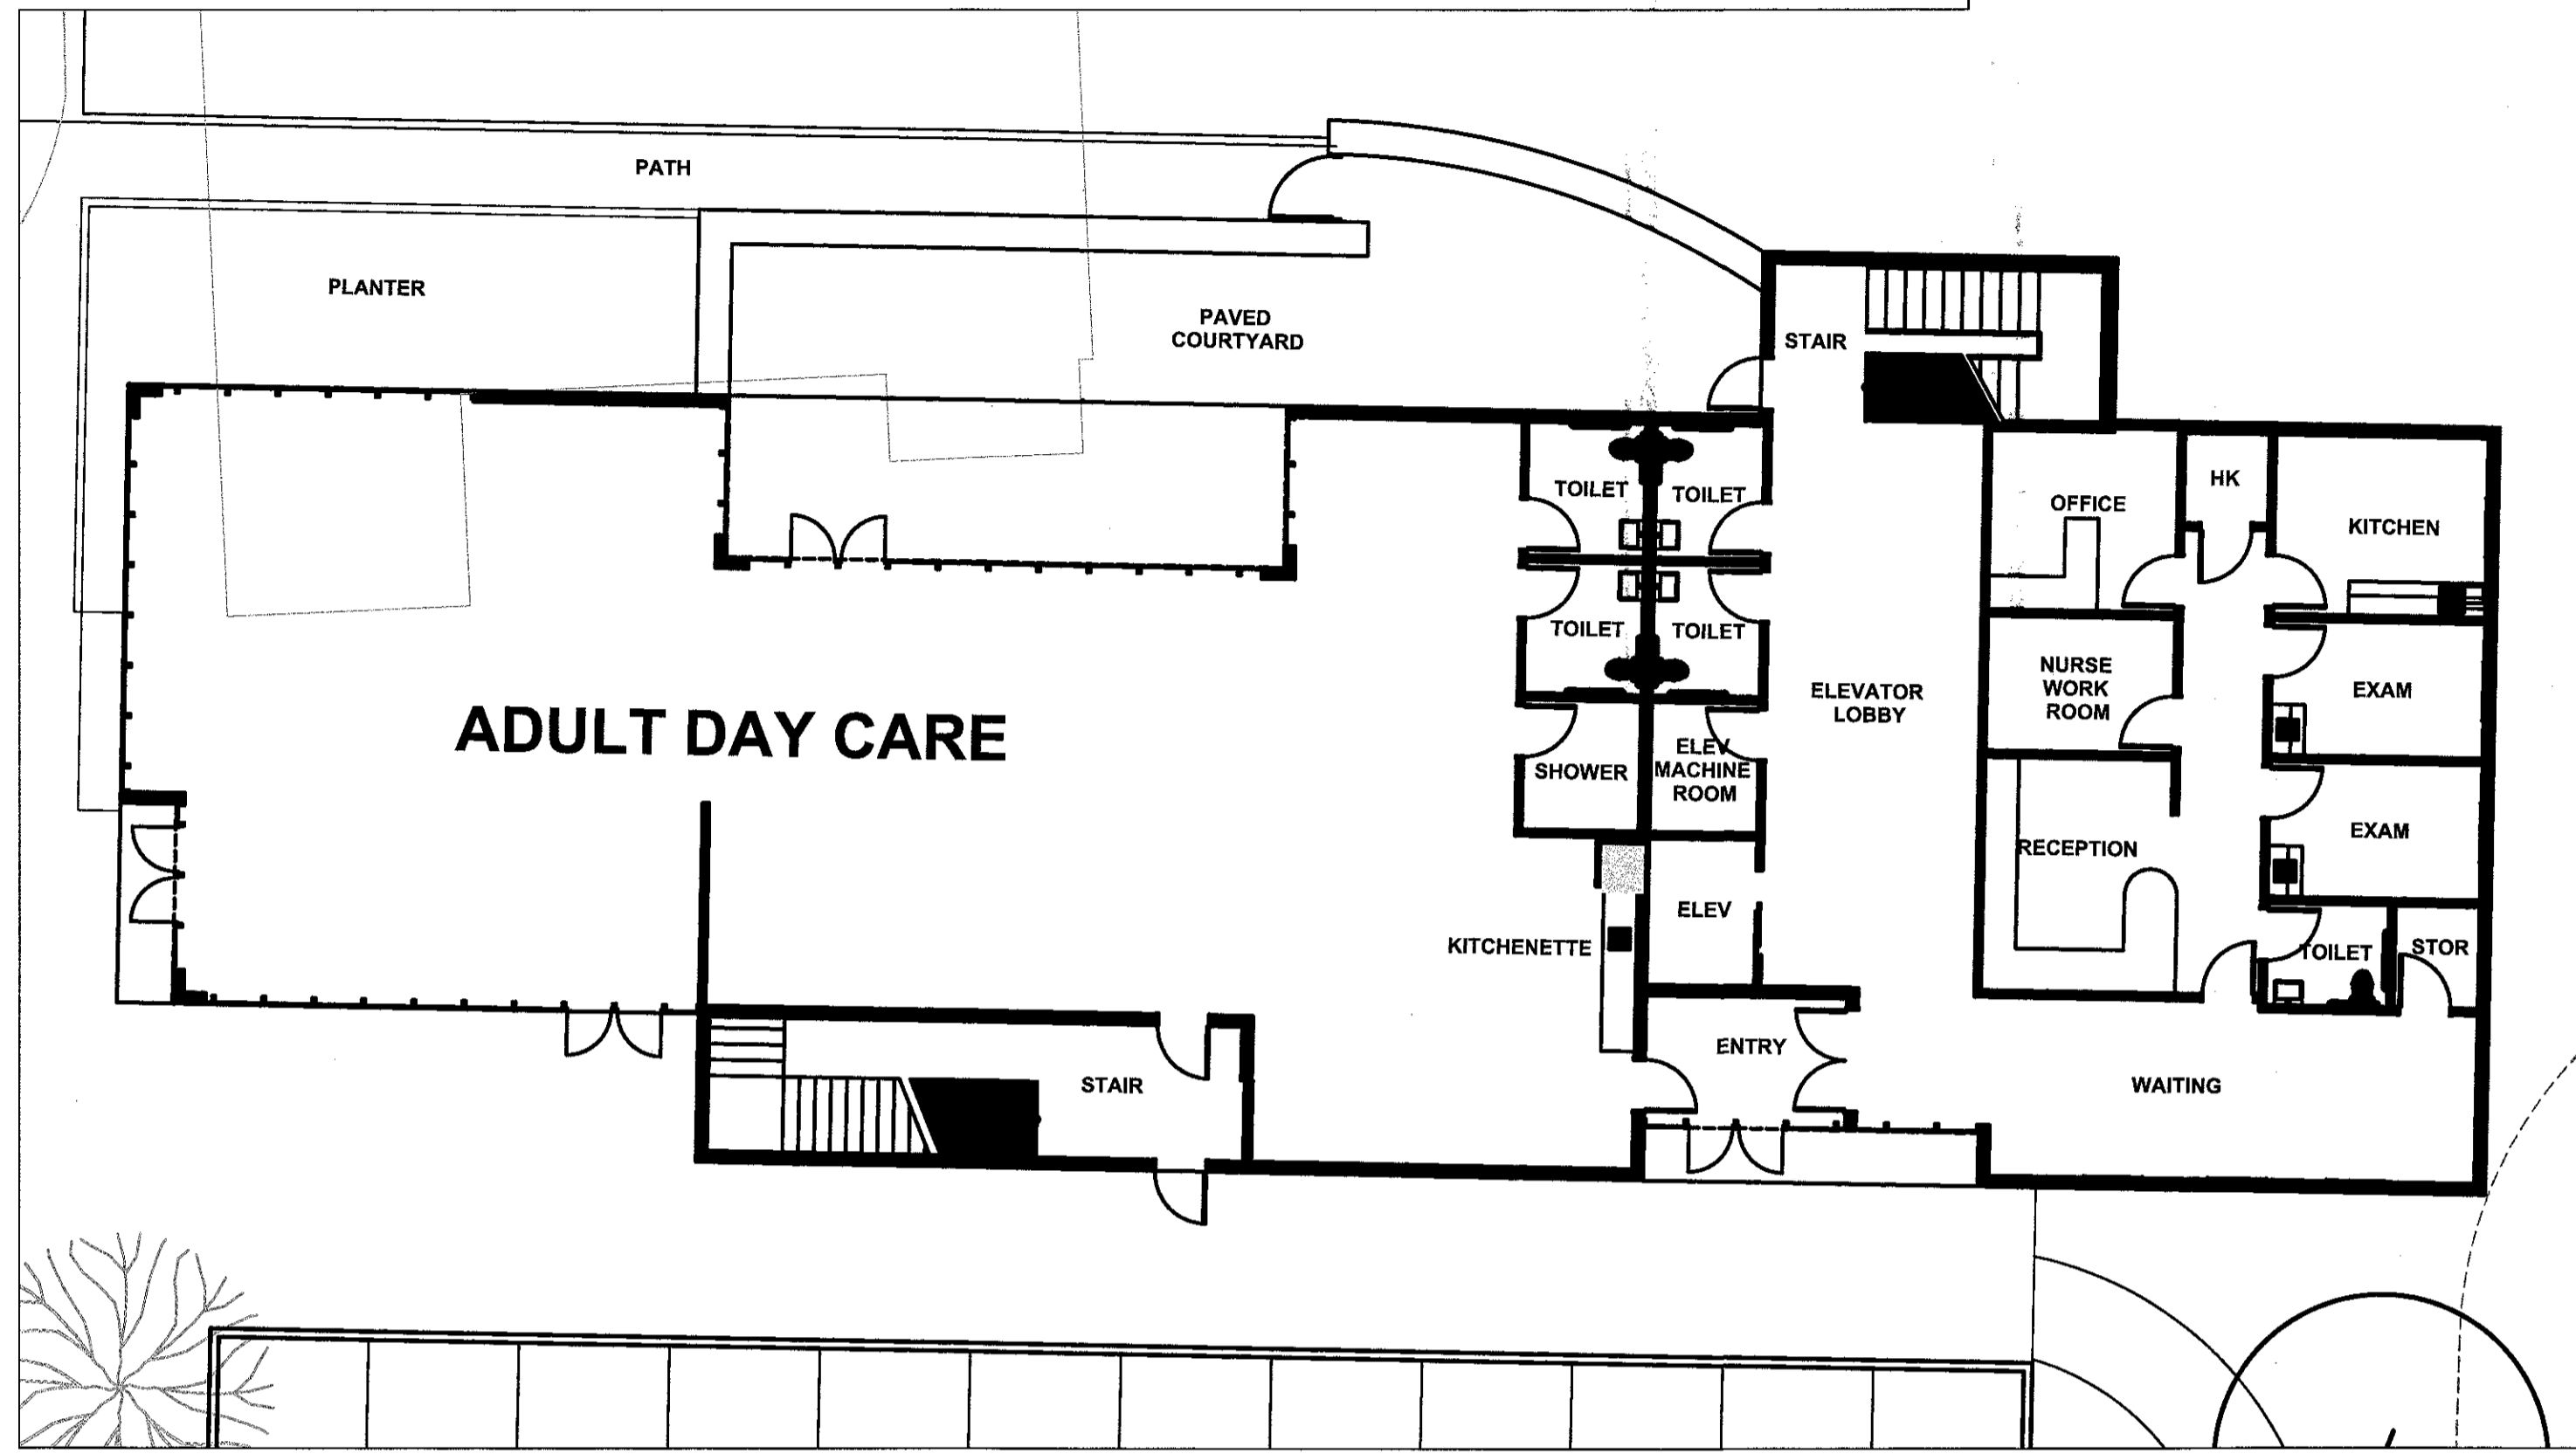 PATH
PLANTER
PAVED
COURTYARD
STAIR
TOILET
TOILET
OFFICE
HK
KITCHEN
TOILET
TOILET
ELEVATOR
LOBBY
NURSE
WORK
ROOM
EXAM
ADULT DAY CARE
SHOWER
ELEV
MACHINE
ROOM
RECEPTION
EXAM
ELEV
KITCHENETTE
TOILET
STOR
ENTRY
STAIR
WAITING